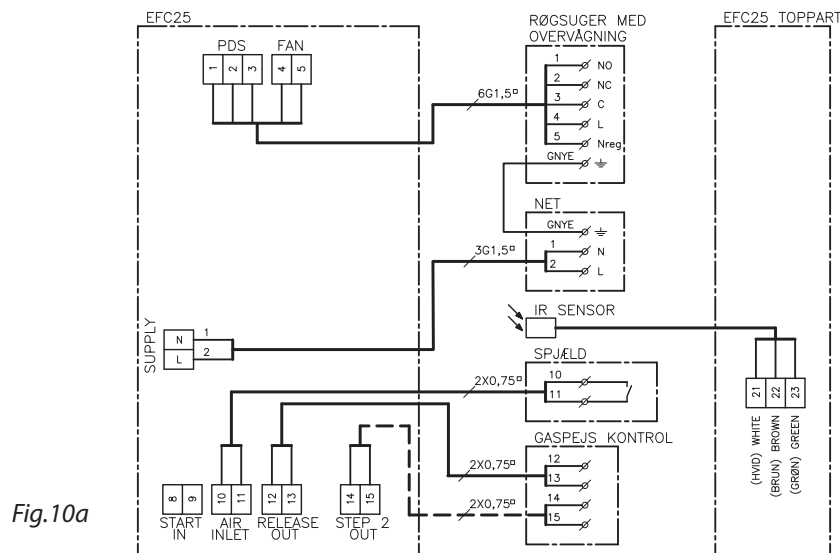 EFC25
PDS FAN
1 2 3 4 5
6G1,5▫
RØGSUGER MED
OVERVÅGNING
1 NO
2 NC
3 C
4 L
5 Nreg
GNYE
NET
GNYE
3G1,5▫
1 N
2 L
SUPPLY
N 1
L 2
IR SENSOR
SPJÆLD
2X0,75▫
10
11
GASPEJS KONTROL
2X0,75▫
12
13
2X0,75▫
14
15
8 9
START
IN
10 11
AIR
INLET
12 13
RELEASE
OUT
14 15
STEP 2
OUT
EFC25 TOPPART
21 22 23
(HVID) WHITE
(BRUN) BROWN
(GRØN) GREEN
Fig.10a